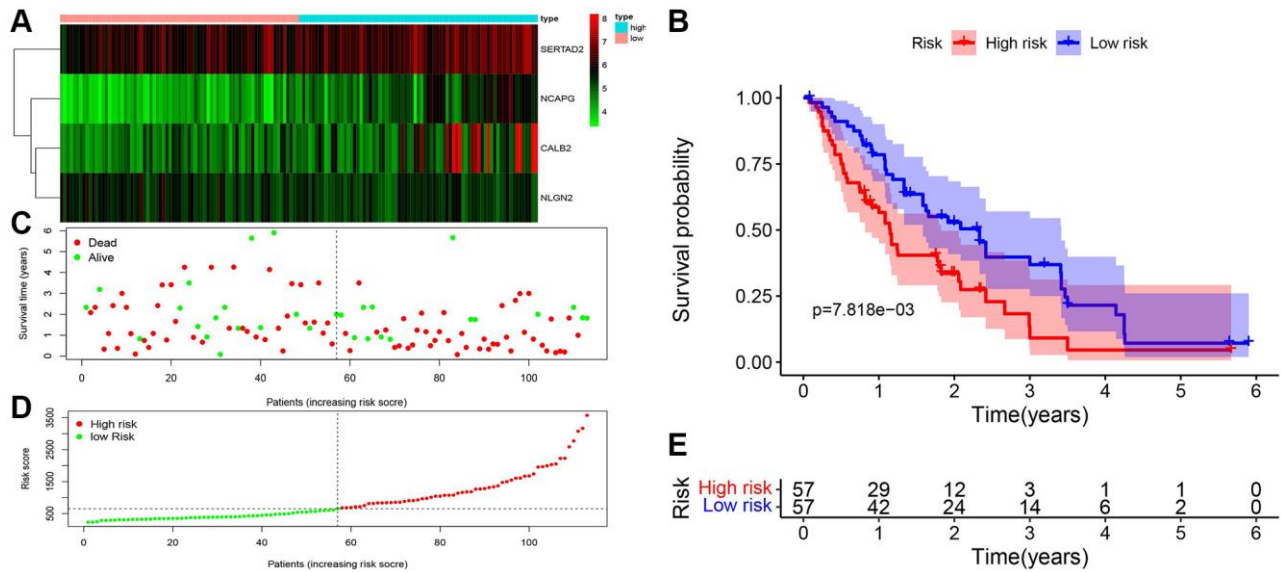 A
type
type
high
low
8
7
6
5
4
SERTAD2
NCAPG
CALB2
NLGN2
B
Risk High risk Low risk
Survival probability
1.00
0.75
0.50
0.25
0.00
p=7.818e−03
0 1 2 3 4 5 6
Time(years)
C
Survival time (years)
6
5
4
3
2
1
0
Dead
Alive
0 20 40 60 80 100
Patients (increasing risk socre)
D
Risk score
3500
2500
1500
500
High risk
low Risk
0 20 40 60 80 100
Patients (increasing risk socre)
E
Risk
High risk 57 29 12 3 1 1 0
Low risk 57 42 24 14 6 2 0
0 1 2 3 4 5 6
Time(years)